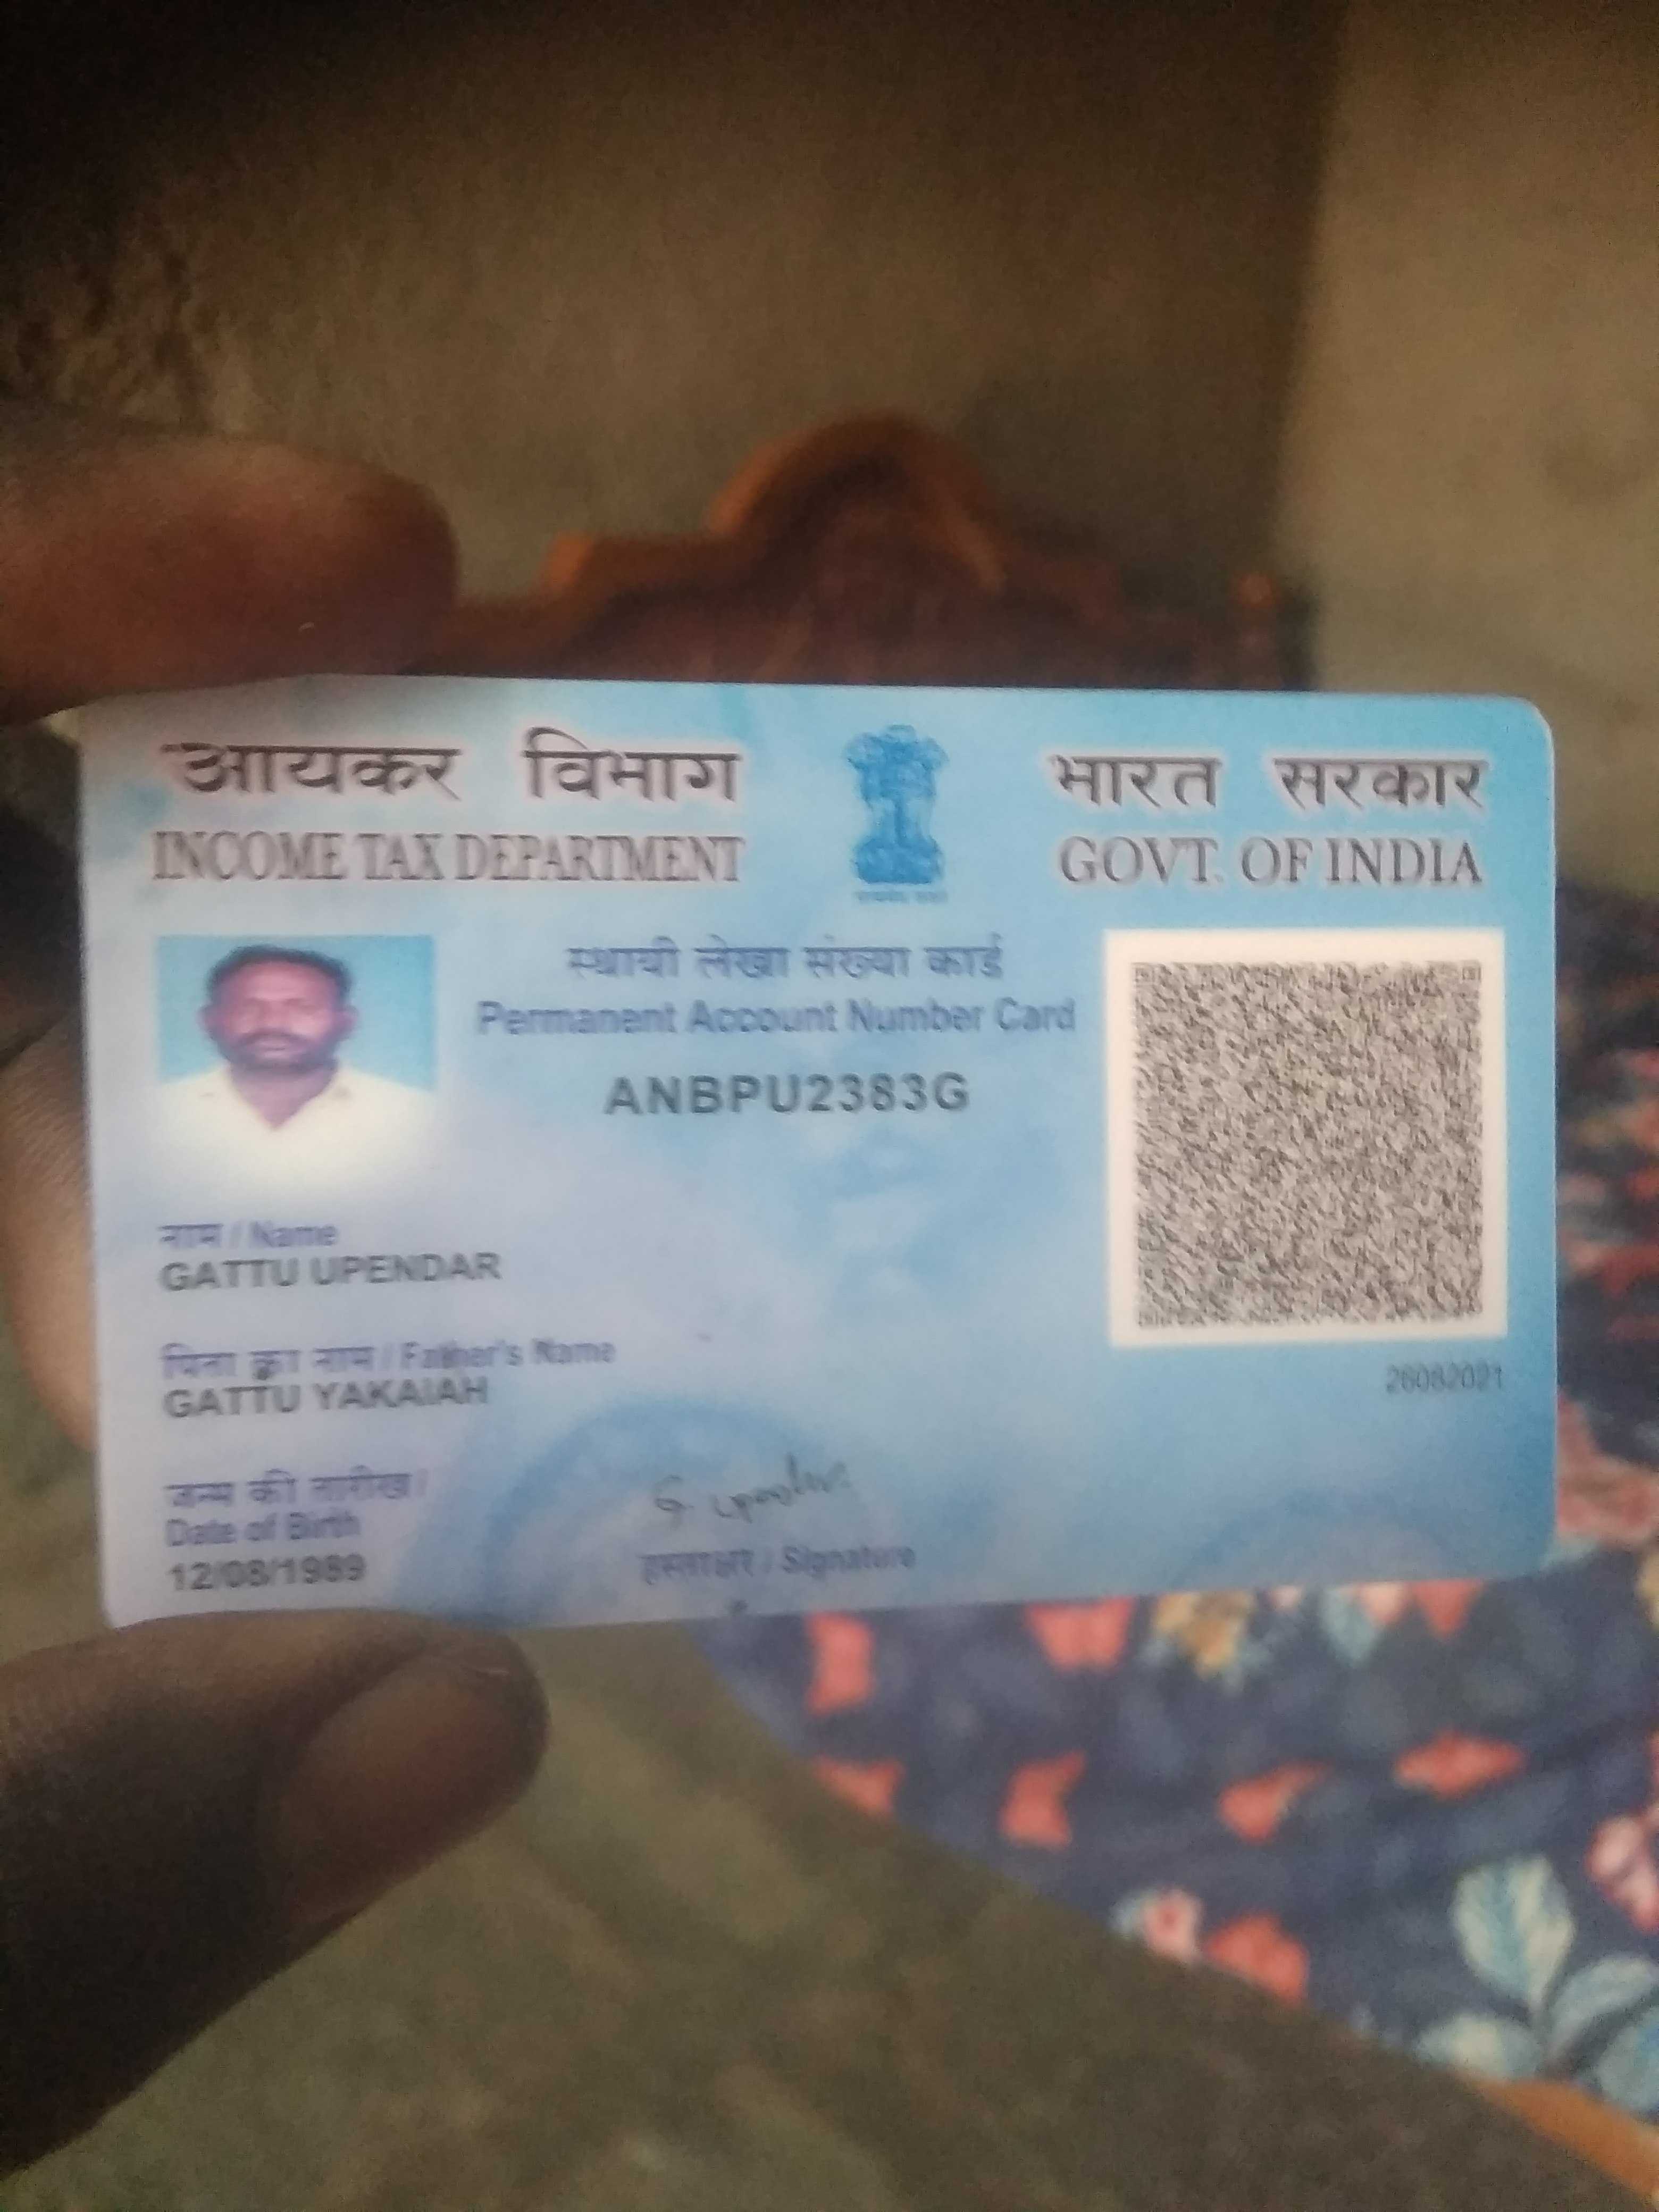 आयकर विभाग
INCOME TAX DEPARTMENT
भारत सरकार
GOVT. OF INDIA
स्थायी लेखा संख्या कार्ड
Permanent Account Number Card
ANBPU2383G
नाम / Name
GATTU UPENDAR
पिता का नाम / Father's Name
GATTU YAKAIAH
26082021
जन्म की तारीख /
Date of Birth
12/08/1989
G. Upendar
हस्ताक्षर / Signature